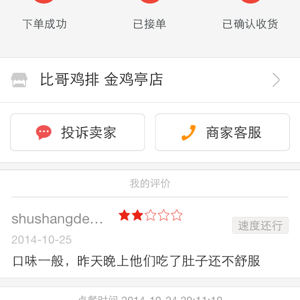 下单成功 已接单 已确认收货
比哥鸡排 金鸡亭店
投诉卖家 商家客服
我的评价
shushangde...
速度还行
2014-10-25
口味一般，昨天晚上他们吃了肚子还不舒服
点餐时间 2014-10-24 20:11:10